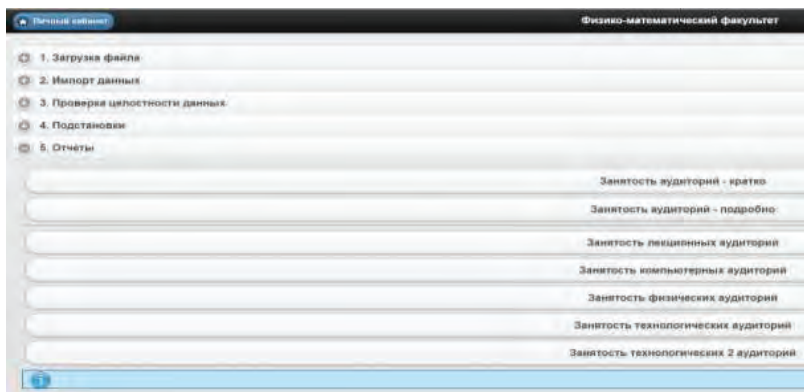 Личный кабинет
Физико-математический факультет
1. Загрузка файла
2. Импорт данных
3. Проверка целостности данных
4. Подстановки
5. Отчеты
Занятость аудиторий - кратко
Занятость аудиторий - подробно
Занятость лекционных аудиторий
Занятость компьютерных аудиторий
Занятость физических аудиторий
Занятость технологических аудиторий
Занятость технологических 2 аудиторий